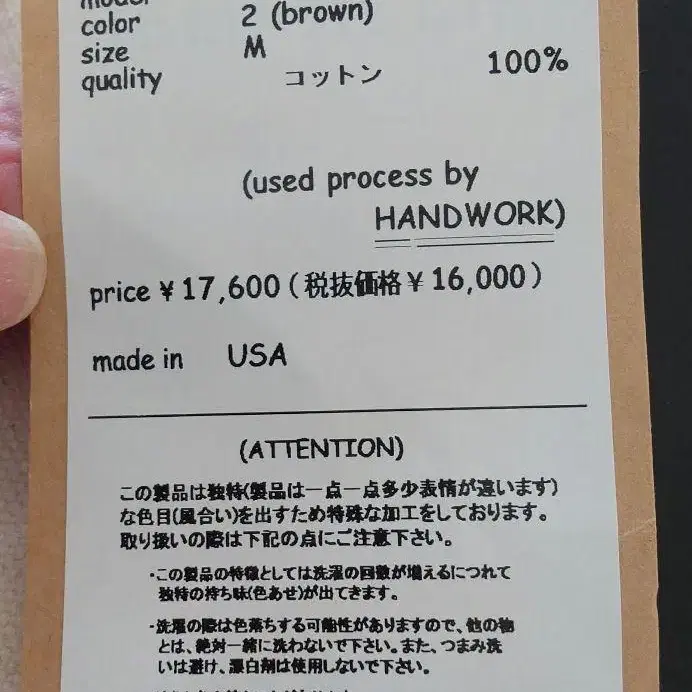 model
color 2 (brown)
size M
quality コットン 100%
(used process by
HANDWORK)
price ¥17,600(税抜価格¥16,000)
made in USA
(ATTENTION)
この製品は独特(製品は一点一点多少表情が違います)
な色目(風合い)を出すため特殊な加工をしております。
取り扱いの際は下記の点にご注意下さい。
・この製品の特徴としては洗濯の回数が増えるにつれて
独特の持ち味(色あせ)が出てきます。
・洗濯の際は色落ちする可能性がありますので、他の物
とは、絶対一緒に洗わないで下さい。また、つまみ洗
いは避け、漂白剤は使用しないで下さい。